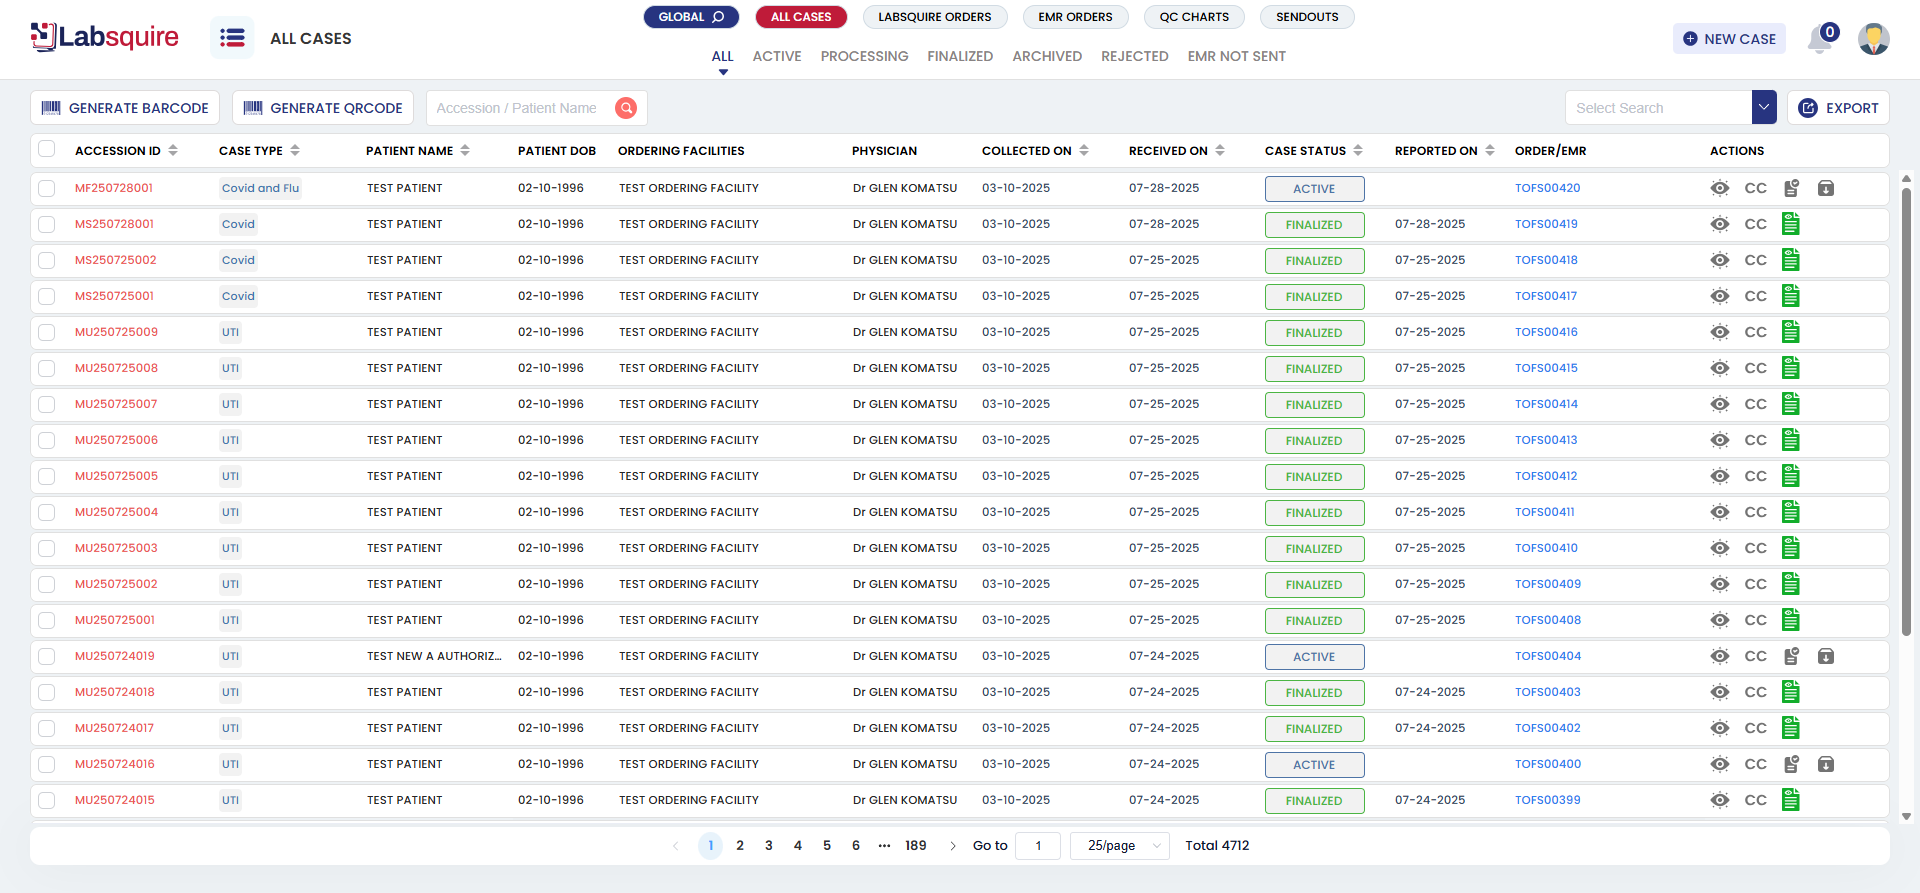 Labsquire
ALL CASES
GLOBAL
ALL CASES
LABSQUIRE ORDERS
EMR ORDERS
QC CHARTS
SENDOUTS
ALL
ACTIVE
PROCESSING
FINALIZED
ARCHIVED
REJECTED
EMR NOT SENT
NEW CASE
0
GENERATE BARCODE
GENERATE QRCODE
Accession / Patient Name
Select Search
EXPORT
ACCESSION ID CASE TYPE PATIENT NAME PATIENT DOB ORDERING FACILITIES PHYSICIAN COLLECTED ON RECEIVED ON CASE STATUS REPORTED ON ORDER/EMR ACTIONS
MF250728001 Covid and Flu TEST PATIENT 02-10-1996 TEST ORDERING FACILITY Dr GLEN KOMATSU 03-10-2025 07-28-2025 ACTIVE TOFS00420 CC
MS250728001 Covid TEST PATIENT 02-10-1996 TEST ORDERING FACILITY Dr GLEN KOMATSU 03-10-2025 07-28-2025 FINALIZED 07-28-2025 TOFS00419 CC
MS250725002 Covid TEST PATIENT 02-10-1996 TEST ORDERING FACILITY Dr GLEN KOMATSU 03-10-2025 07-25-2025 FINALIZED 07-25-2025 TOFS00418 CC
MS250725001 Covid TEST PATIENT 02-10-1996 TEST ORDERING FACILITY Dr GLEN KOMATSU 03-10-2025 07-25-2025 FINALIZED 07-25-2025 TOFS00417 CC
MU250725009 UTI TEST PATIENT 02-10-1996 TEST ORDERING FACILITY Dr GLEN KOMATSU 03-10-2025 07-25-2025 FINALIZED 07-25-2025 TOFS00416 CC
MU250725008 UTI TEST PATIENT 02-10-1996 TEST ORDERING FACILITY Dr GLEN KOMATSU 03-10-2025 07-25-2025 FINALIZED 07-25-2025 TOFS00415 CC
MU250725007 UTI TEST PATIENT 02-10-1996 TEST ORDERING FACILITY Dr GLEN KOMATSU 03-10-2025 07-25-2025 FINALIZED 07-25-2025 TOFS00414 CC
MU250725006 UTI TEST PATIENT 02-10-1996 TEST ORDERING FACILITY Dr GLEN KOMATSU 03-10-2025 07-25-2025 FINALIZED 07-25-2025 TOFS00413 CC
MU250725005 UTI TEST PATIENT 02-10-1996 TEST ORDERING FACILITY Dr GLEN KOMATSU 03-10-2025 07-25-2025 FINALIZED 07-25-2025 TOFS00412 CC
MU250725004 UTI TEST PATIENT 02-10-1996 TEST ORDERING FACILITY Dr GLEN KOMATSU 03-10-2025 07-25-2025 FINALIZED 07-25-2025 TOFS00411 CC
MU250725003 UTI TEST PATIENT 02-10-1996 TEST ORDERING FACILITY Dr GLEN KOMATSU 03-10-2025 07-25-2025 FINALIZED 07-25-2025 TOFS00410 CC
MU250725002 UTI TEST PATIENT 02-10-1996 TEST ORDERING FACILITY Dr GLEN KOMATSU 03-10-2025 07-25-2025 FINALIZED 07-25-2025 TOFS00409 CC
MU250725001 UTI TEST PATIENT 02-10-1996 TEST ORDERING FACILITY Dr GLEN KOMATSU 03-10-2025 07-25-2025 FINALIZED 07-25-2025 TOFS00408 CC
MU250724019 UTI TEST NEW A AUTHORIZ... 02-10-1996 TEST ORDERING FACILITY Dr GLEN KOMATSU 03-10-2025 07-24-2025 ACTIVE TOFS00404 CC
MU250724018 UTI TEST PATIENT 02-10-1996 TEST ORDERING FACILITY Dr GLEN KOMATSU 03-10-2025 07-24-2025 FINALIZED 07-24-2025 TOFS00403 CC
MU250724017 UTI TEST PATIENT 02-10-1996 TEST ORDERING FACILITY Dr GLEN KOMATSU 03-10-2025 07-24-2025 FINALIZED 07-24-2025 TOFS00402 CC
MU250724016 UTI TEST PATIENT 02-10-1996 TEST ORDERING FACILITY Dr GLEN KOMATSU 03-10-2025 07-24-2025 ACTIVE TOFS00400 CC
MU250724015 UTI TEST PATIENT 02-10-1996 TEST ORDERING FACILITY Dr GLEN KOMATSU 03-10-2025 07-24-2025 FINALIZED 07-24-2025 TOFS00399 CC
1 2 3 4 5 6 ••• 189 Go to 1 25/page Total 4712